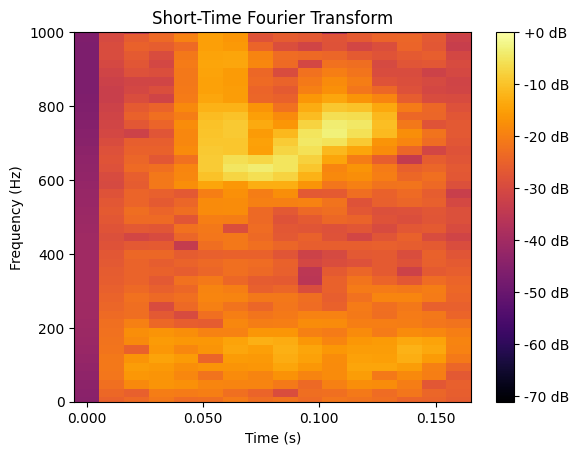 Short-Time Fourier Transform
Frequency (Hz)
1000
800
600
400
200
0
0.000
0.050
0.100
0.150
Time (s)
+0 dB
-10 dB
-20 dB
-30 dB
-40 dB
-50 dB
-60 dB
-70 dB